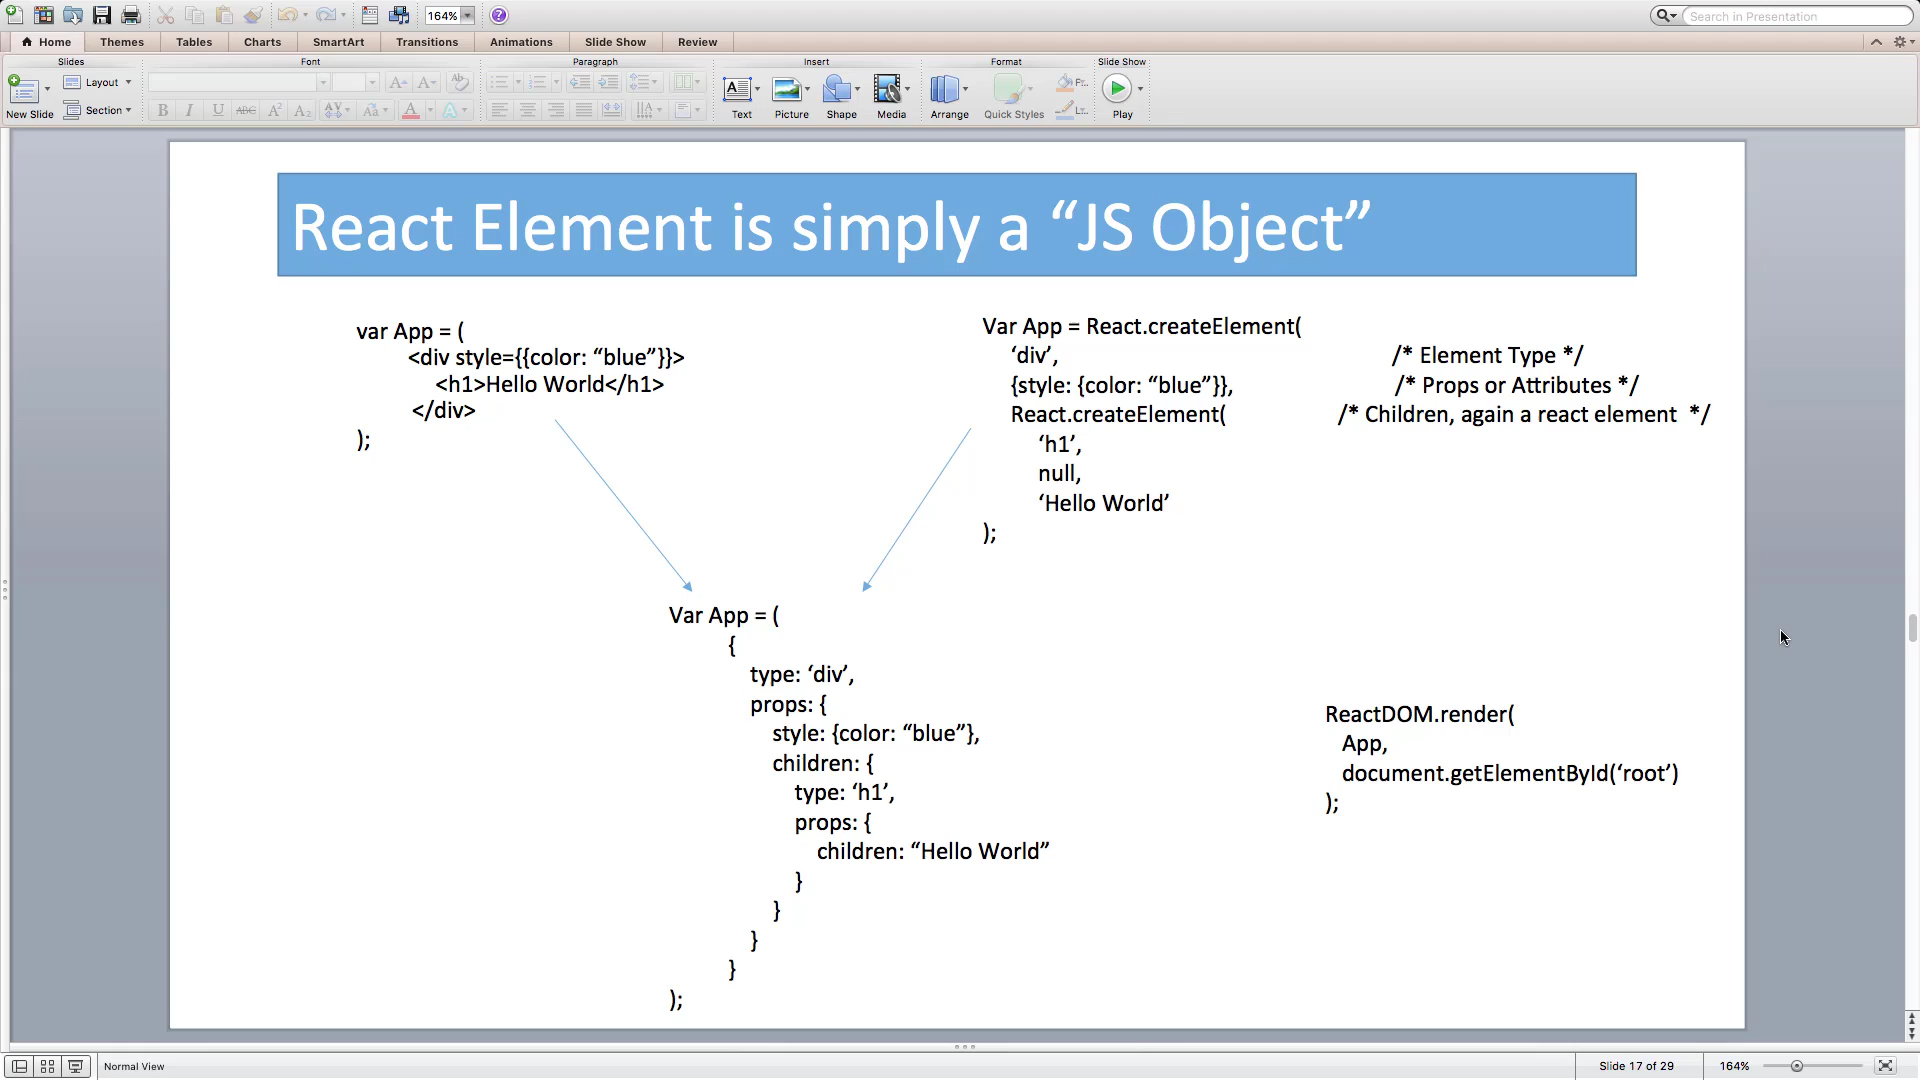 164%
Search in Presentation
Home
Themes
Tables
Charts
SmartArt
Transitions
Animations
Slide Show
Review
Slides
Font
Paragraph
Insert
Format
Slide Show
Layout
Section
New Slide
B I U ABC A² A₂ AV Aa A A
Text
Picture
Shape
Media
Arrange
Quick Styles
Play
React Element is simply a “JS Object”
var App = (
<div style={{color: “blue”}}>
<h1>Hello World</h1>
</div>
);
Var App = React.createElement(
‘div’, /* Element Type */
{style: {color: “blue”}}, /* Props or Attributes */
React.createElement( /* Children, again a react element */
‘h1’,
null,
‘Hello World’
);
Var App = (
{
type: ‘div’,
props: {
style: {color: “blue”},
children: {
type: ‘h1’,
props: {
children: “Hello World”
}
}
}
}
);
ReactDOM.render(
App,
document.getElementById(‘root’)
);
Normal View
Slide 17 of 29
164%